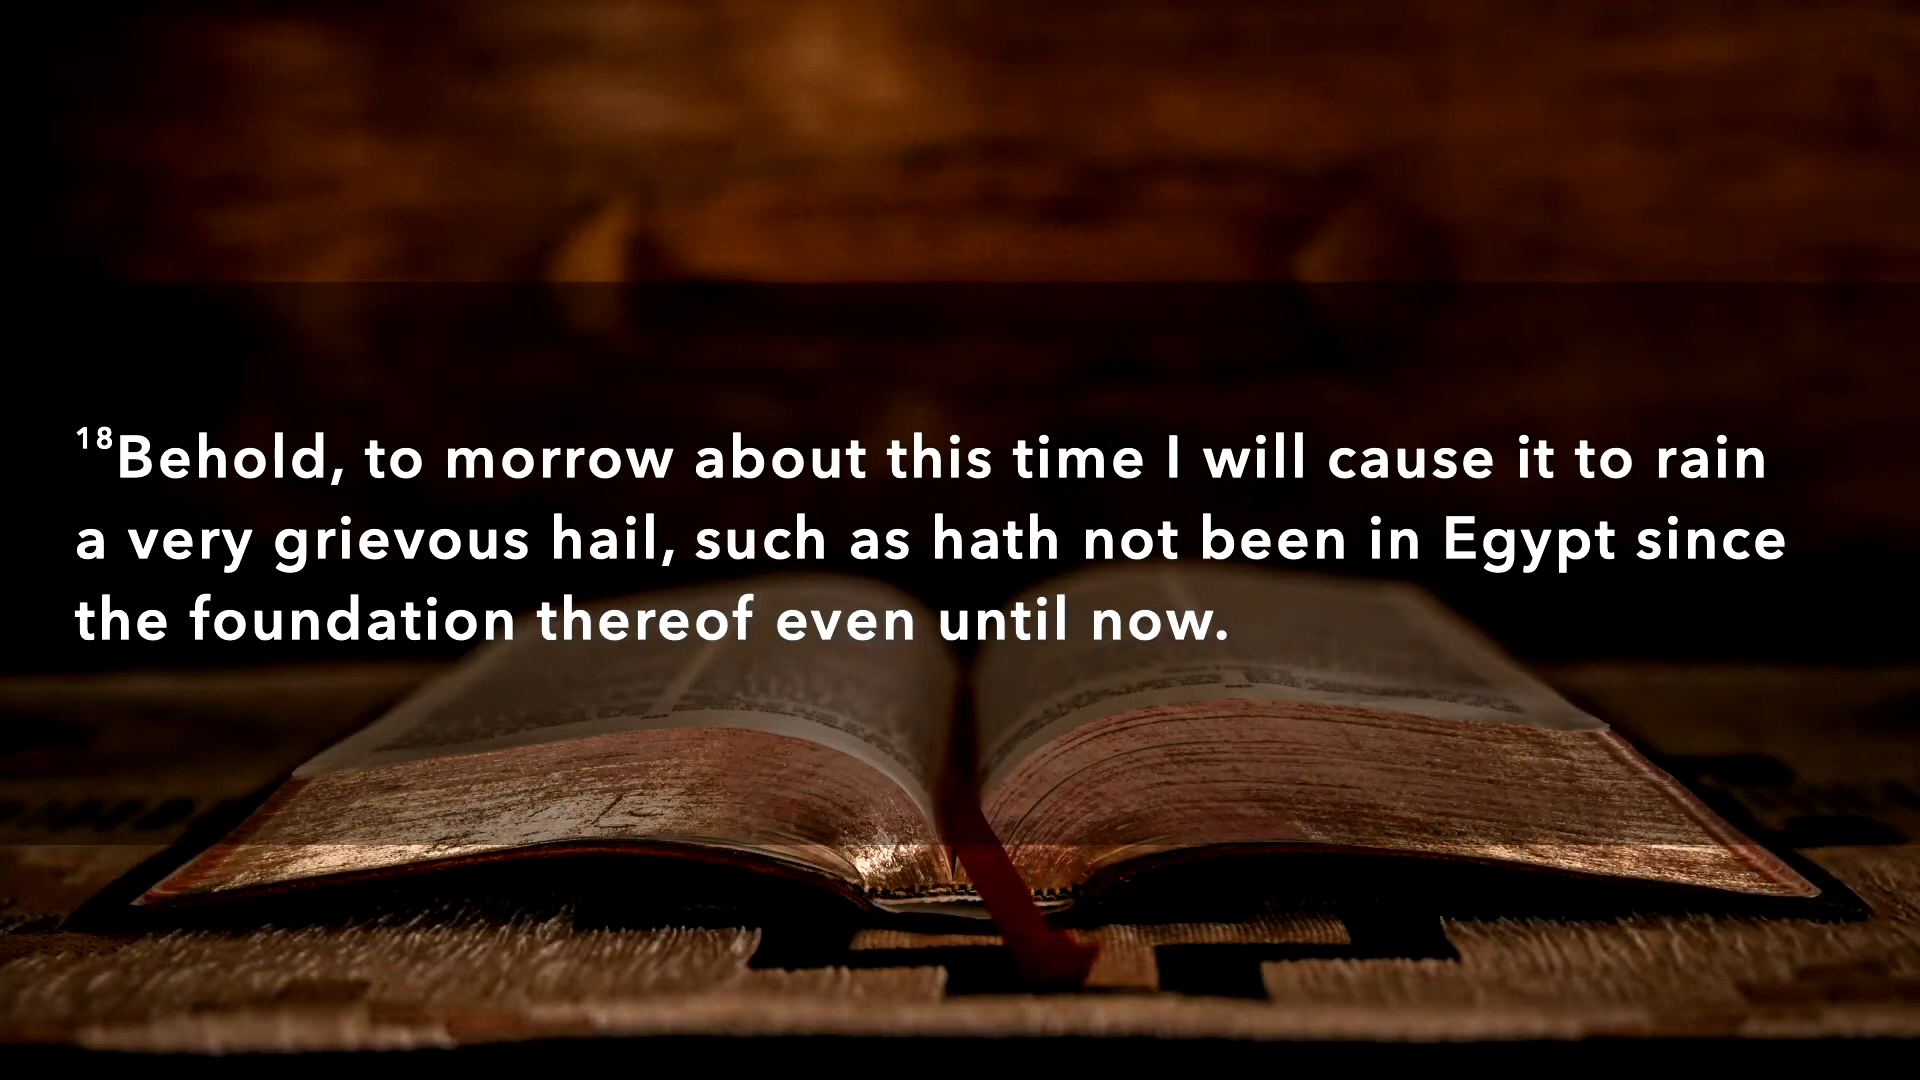 18Behold, to morrow about this time I will cause it to rain
a very grievous hail, such as hath not been in Egypt since
the foundation thereof even until now.